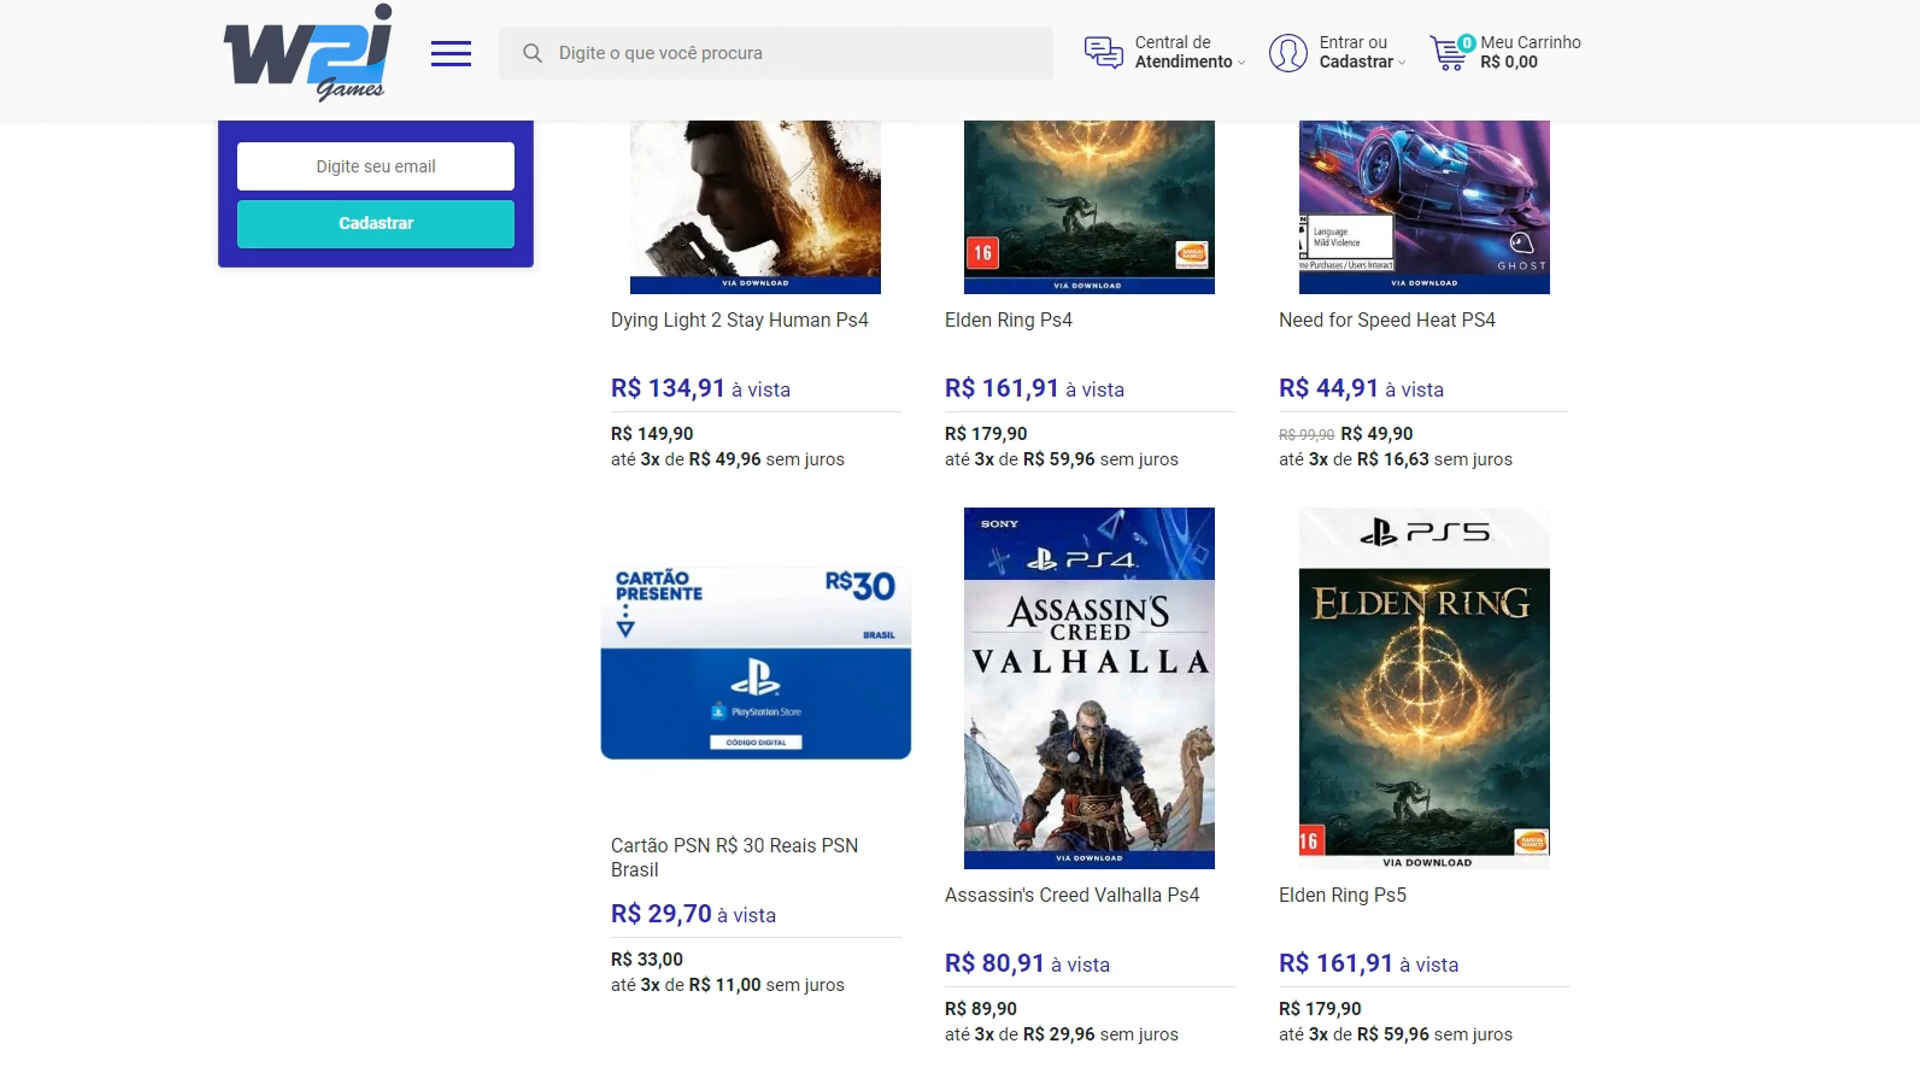 W2i
Games
Digite o que você procura
Central de
Atendimento
Entrar ou
Cadastrar
0
Meu Carrinho
R$ 0,00
Digite seu email
Cadastrar
VIA DOWNLOAD
Dying Light 2 Stay Human Ps4
R$ 134,91 à vista
R$ 149,90
até 3x de R$ 49,96 sem juros
16
BANDAI
NAMCO
VIA DOWNLOAD
Elden Ring Ps4
R$ 161,91 à vista
R$ 179,90
até 3x de R$ 59,96 sem juros
Language
Mild Violence
me Purchases / Users Interact
GHOST
VIA DOWNLOAD
Need for Speed Heat PS4
R$ 44,91 à vista
R$ 99,90 R$ 49,90
até 3x de R$ 16,63 sem juros
CARTÃO
PRESENTE
R$30
BRASIL
PlayStation Store
CÓDIGO DIGITAL
Cartão PSN R$ 30 Reais PSN
Brasil
R$ 29,70 à vista
R$ 33,00
até 3x de R$ 11,00 sem juros
SONY
PS4
ASSASSIN'S
CREED
VALHALLA
VIA DOWNLOAD
Assassin's Creed Valhalla Ps4
R$ 80,91 à vista
R$ 89,90
até 3x de R$ 29,96 sem juros
PS5
ELDEN RING
16
BANDAI
NAMCO
VIA DOWNLOAD
Elden Ring Ps5
R$ 161,91 à vista
R$ 179,90
até 3x de R$ 59,96 sem juros